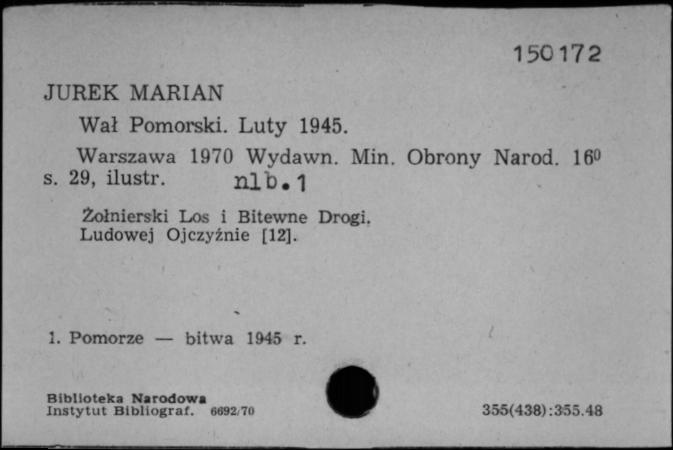 150172
JUREK MARIAN
Wał Pomorski. Luty 1945.
Warszawa 1970 Wydawn. Min. Obrony Narod. 16⁰
s. 29, ilustr. nlb.1
Żołnierski Los i Bitewne Drogi.
Ludowej Ojczyźnie [12].
1. Pomorze — bitwa 1945 r.
Biblioteka Narodowa
Instytut Bibliograf. 6692/70
355(438):355.48